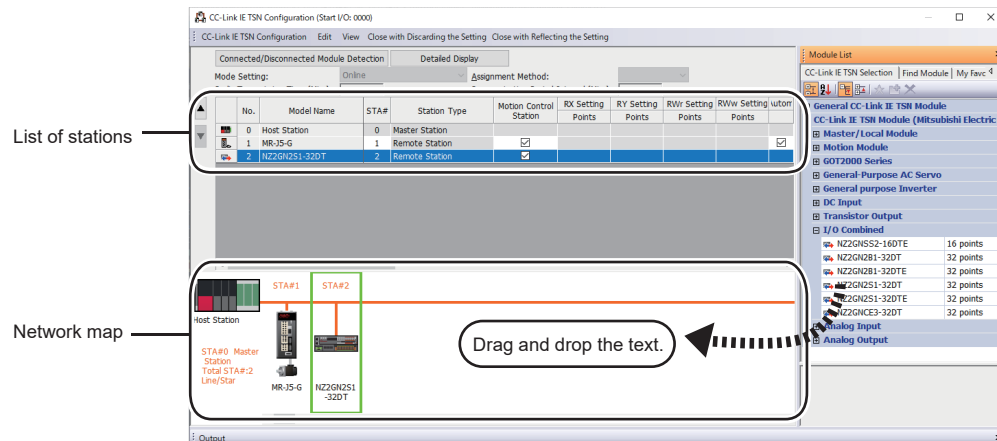 CC-Link IE TSN Configuration (Start I/O: 0000)
CC-Link IE TSN Configuration Edit View Close with Discarding the Setting Close with Reflecting the Setting
Connected/Disconnected Module Detection Detailed Display
Mode Setting: Online Assignment Method:
No. Model Name STA# Station Type Motion Control Station RX Setting Points RY Setting Points RWr Setting Points RWw Setting Points utom
0 Host Station 0 Master Station
1 MR-J5-G 1 Remote Station
2 NZ2GN2S1-32DT 2 Remote Station
List of stations
Network map
STA#1 STA#2
Host Station
STA#0 Master
Station
Total STA#:2
Line/Star
MR-J5-G NZ2GN2S1
-32DT
Drag and drop the text.
Output
Module List
CC-Link IE TSN Selection Find Module My Favc
General CC-Link IE TSN Module
CC-Link IE TSN Module (Mitsubishi Electric
Master/Local Module
Motion Module
GOT2000 Series
General-Purpose AC Servo
General purpose Inverter
DC Input
Transistor Output
I/O Combined
NZ2GNSS2-16DTE 16 points
NZ2GN2B1-32DT 32 points
NZ2GN2B1-32DTE 32 points
NZ2GN2S1-32DT 32 points
NZ2GN2S1-32DTE 32 points
NZ2GNCE3-32DT 32 points
Analog Input
Analog Output